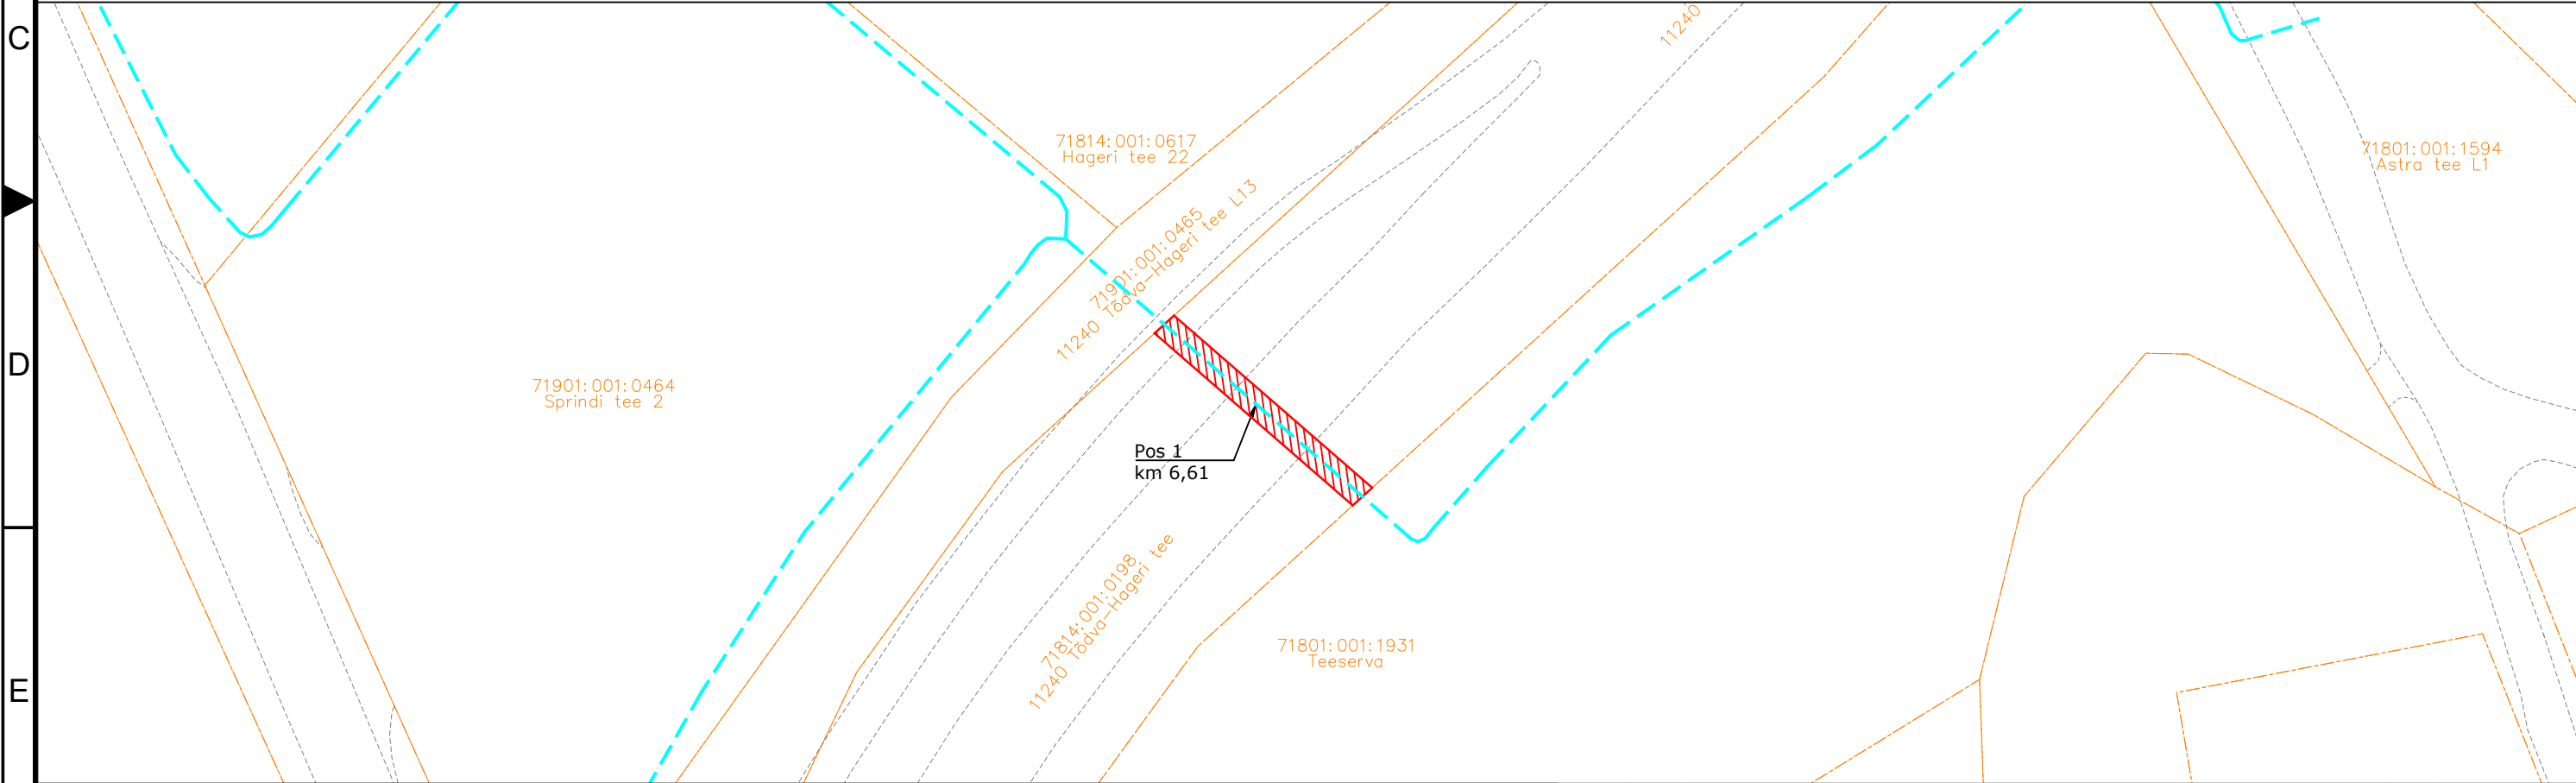 C
11240
71814:001:0617
Hageri tee 22
71801:001:1594
Astra tee L1
71901:001:0465
11240 Tõdva-Hageri tee L13
D
71901:001:0464
Sprindi tee 2
Pos 1
km 6,61
71814:001:0198
11240 Tõdva-Hageri tee
71801:001:1931
Teeserva
E